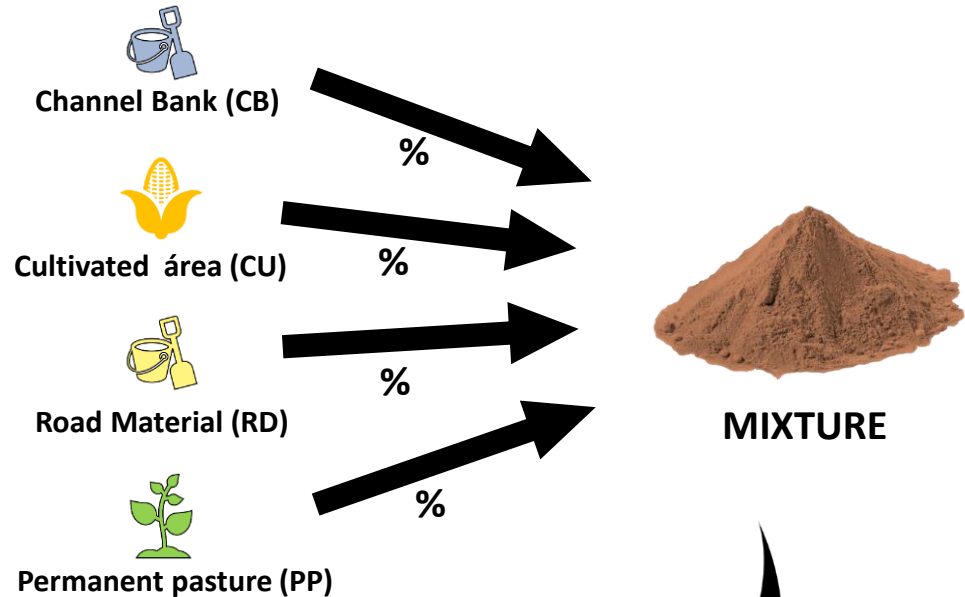 Channel Bank (CB)
%
Cultivated área (CU)
%
Road Material (RD)
%
Permanent pasture (PP)
%
MIXTURE